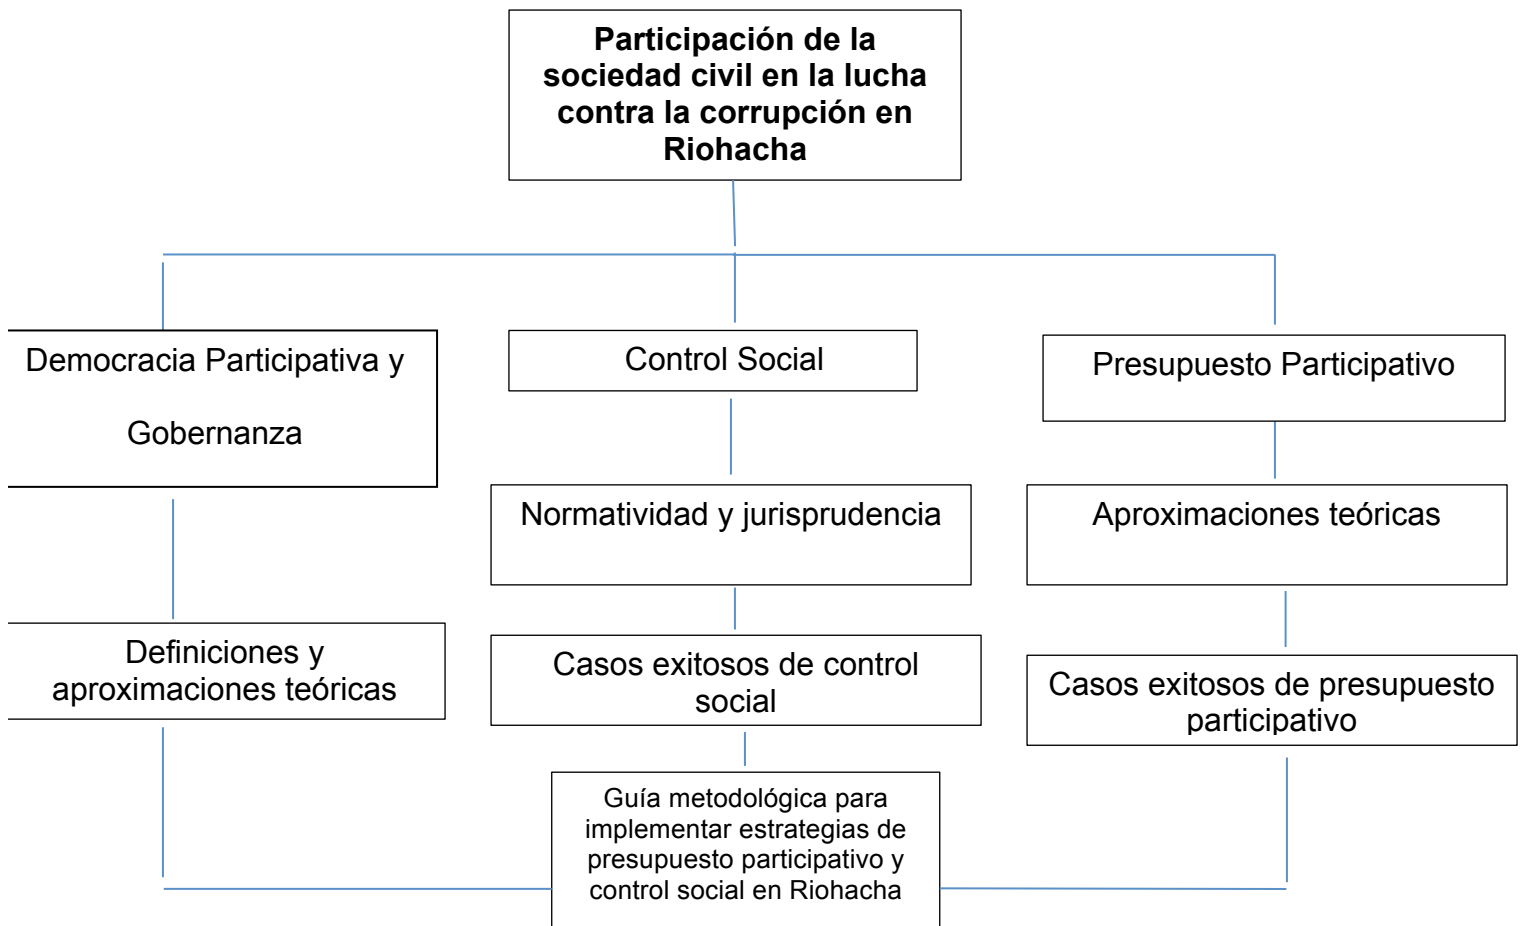 Participación de la
sociedad civil en la lucha
contra la corrupción en
Riohacha
Democracia Participativa y
Gobernanza
Control Social
Presupuesto Participativo
Normatividad y jurisprudencia
Aproximaciones teóricas
Definiciones y
aproximaciones teóricas
Casos exitosos de control
social
Casos exitosos de presupuesto
participativo
Guía metodológica para
implementar estrategias de
presupuesto participativo y
control social en Riohacha